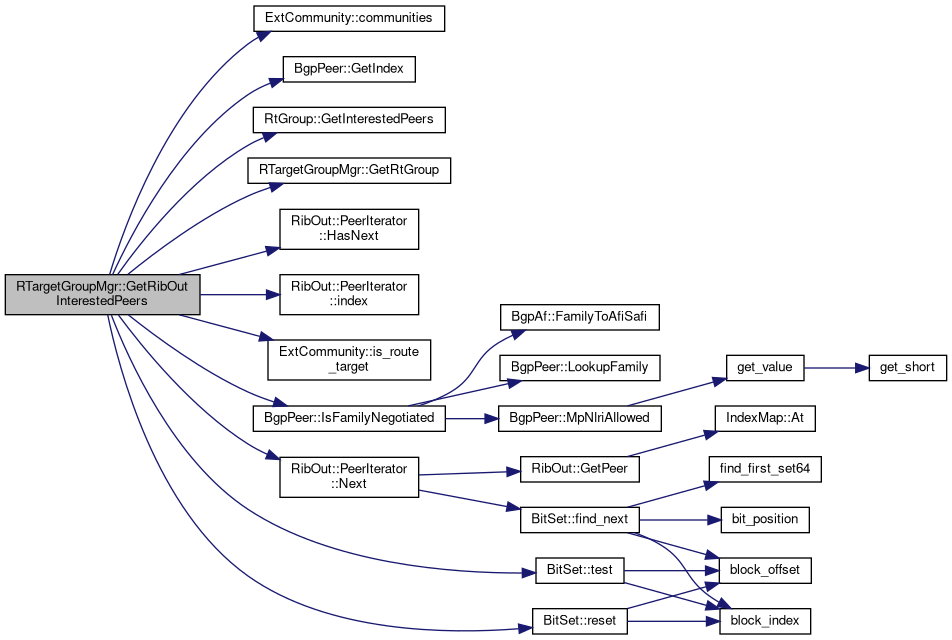 ExtCommunity::communities
BgpPeer::GetIndex
RtGroup::GetInterestedPeers
RTargetGroupMgr::GetRtGroup
RibOut::PeerIterator
::HasNext
RTargetGroupMgr::GetRibOut
InterestedPeers
RibOut::PeerIterator
::index
ExtCommunity::is_route
_target
BgpPeer::IsFamilyNegotiated
RibOut::PeerIterator
::Next
BgpAf::FamilyToAfiSafi
BgpPeer::LookupFamily
BgpPeer::MpNlriAllowed
get_value
get_short
RibOut::GetPeer
IndexMap::At
BitSet::find_next
find_first_set64
bit_position
BitSet::test
block_offset
BitSet::reset
block_index